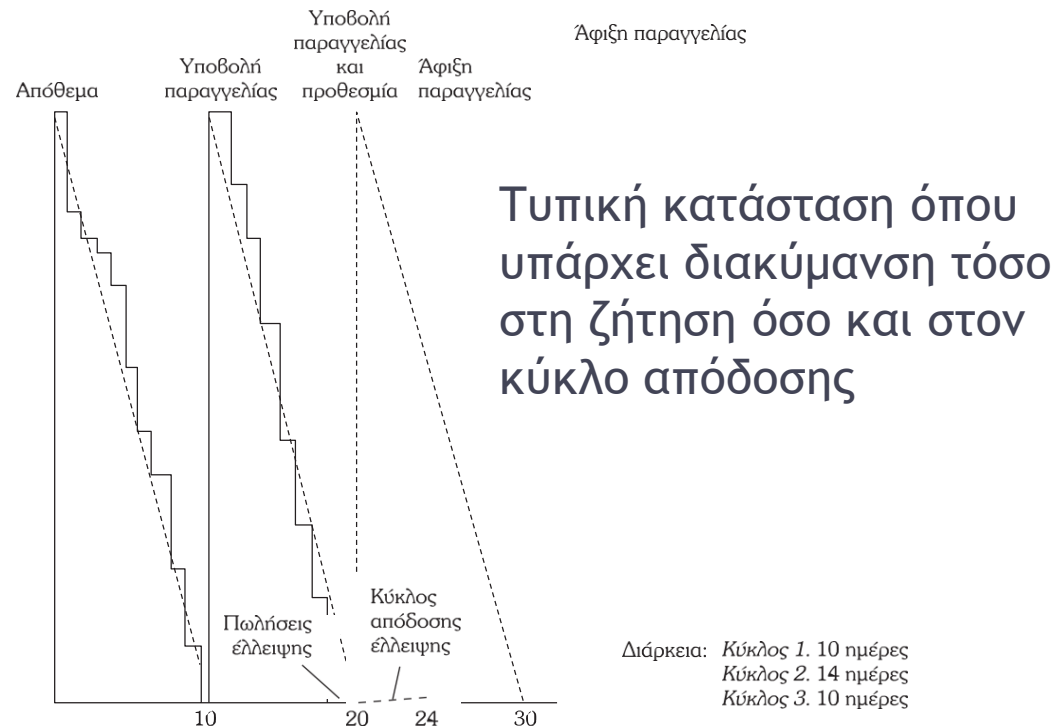 Υποβολή
παραγγελίας
και
προθεσμία
Άφιξη παραγγελίας
Απόθεμα
Υποβολή
παραγγελίας
Άφιξη
παραγγελίας
Τυπική κατάσταση όπου
υπάρχει διακύμανση τόσο
στη ζήτηση όσο και στον
κύκλο απόδοσης
Πωλήσεις
έλλειψης
Κύκλος
απόδοσης
έλλειψης
Διάρκεια: Κύκλος 1. 10 ημέρες
Κύκλος 2. 14 ημέρες
Κύκλος 3. 10 ημέρες
10 20 24 30